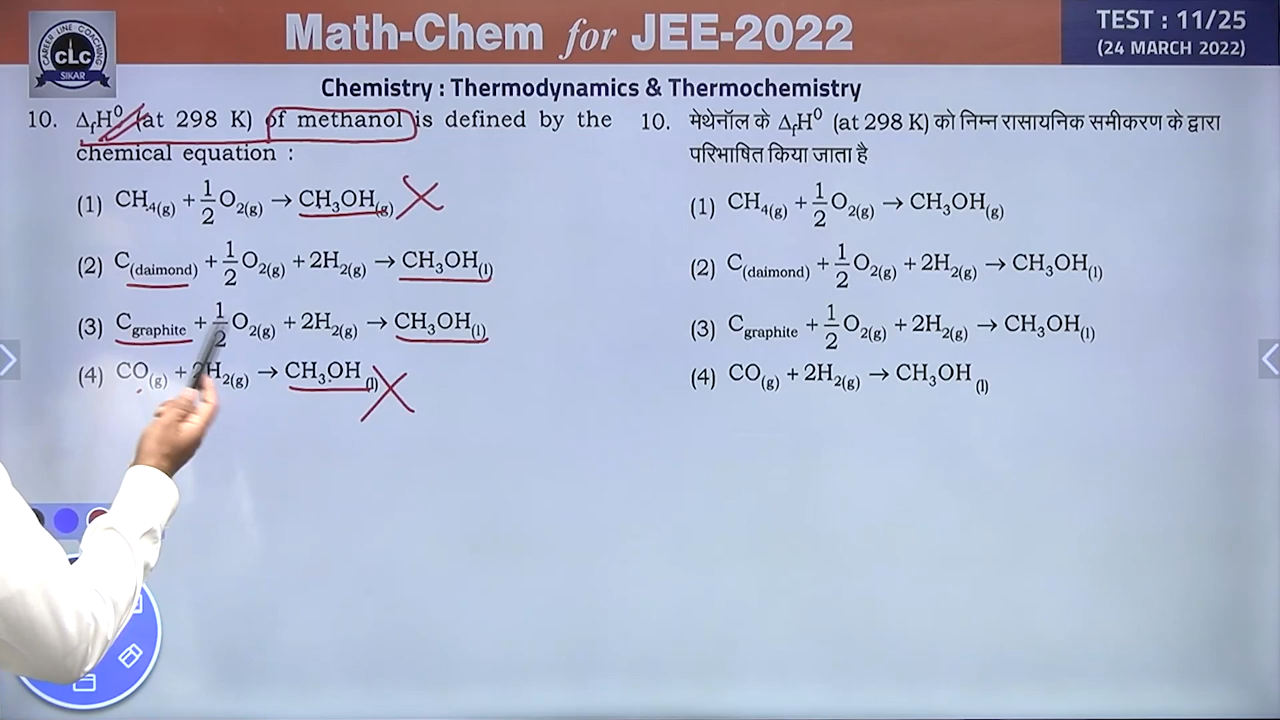 CAREER LINE COACHING
CLC
SIKAR
Math-Chem for JEE-2022
TEST : 11/25
(24 MARCH 2022)
Chemistry : Thermodynamics & Thermochemistry
10. ΔfH⁰ (at 298 K) of methanol is defined by the
chemical equation :
(1) CH₄(g) + 1/2 O₂(g) → CH₃OH(g)
(2) C(daimond) + 1/2 O₂(g) + 2H₂(g) → CH₃OH(l)
(3) Cgraphite + 1/2 O₂(g) + 2H₂(g) → CH₃OH(l)
(4) CO(g) + 2H₂(g) → CH₃OH (l)
10. मेथेनॉल के ΔfH⁰ (at 298 K) को निम्न रासायनिक समीकरण के द्वारा
परिभाषित किया जाता है
(1) CH₄(g) + 1/2 O₂(g) → CH₃OH(g)
(2) C(daimond) + 1/2 O₂(g) + 2H₂(g) → CH₃OH(l)
(3) Cgraphite + 1/2 O₂(g) + 2H₂(g) → CH₃OH(l)
(4) CO(g) + 2H₂(g) → CH₃OH (l)